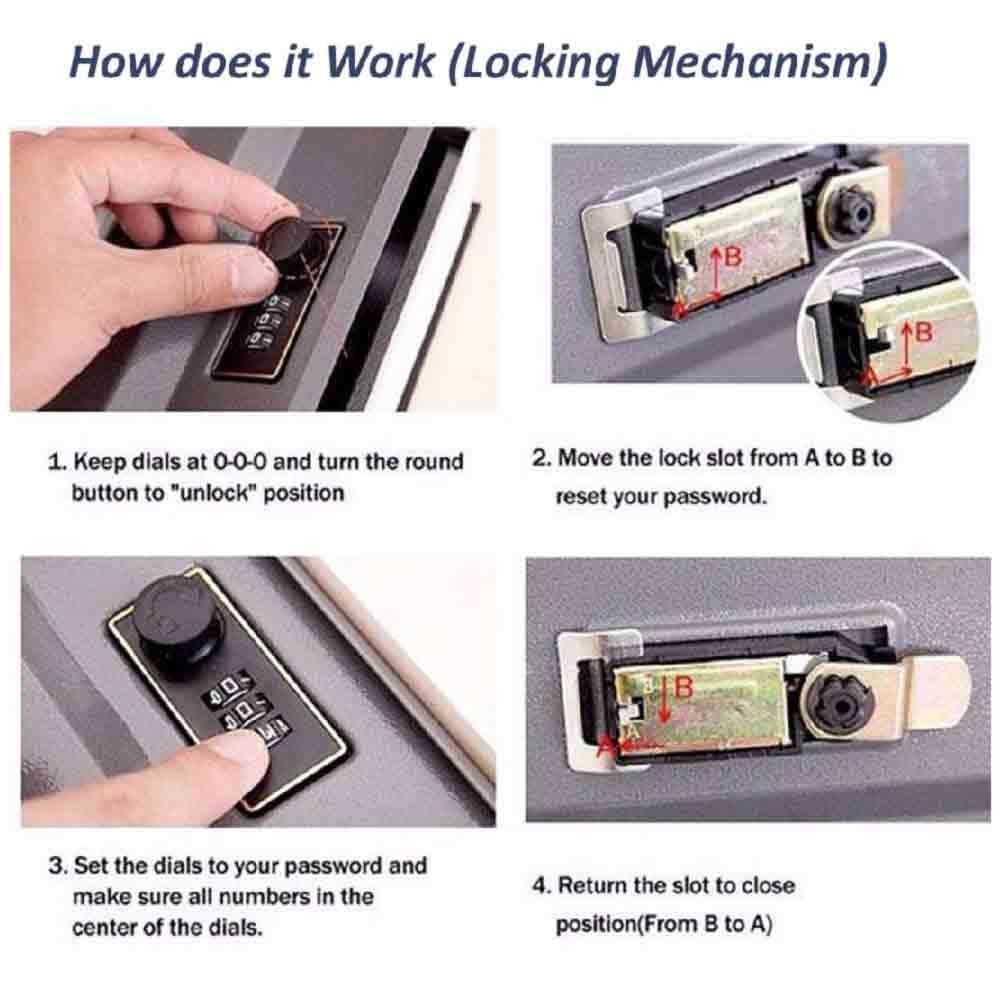 How does it Work (Locking Mechanism)
B
A
B
A
1. Keep dials at 0-0-0 and turn the round
button to "unlock" position
2. Move the lock slot from A to B to
reset your password.
B
B
A
A
3. Set the dials to your password and
make sure all numbers in the
center of the dials.
4. Return the slot to close
position(From B to A)